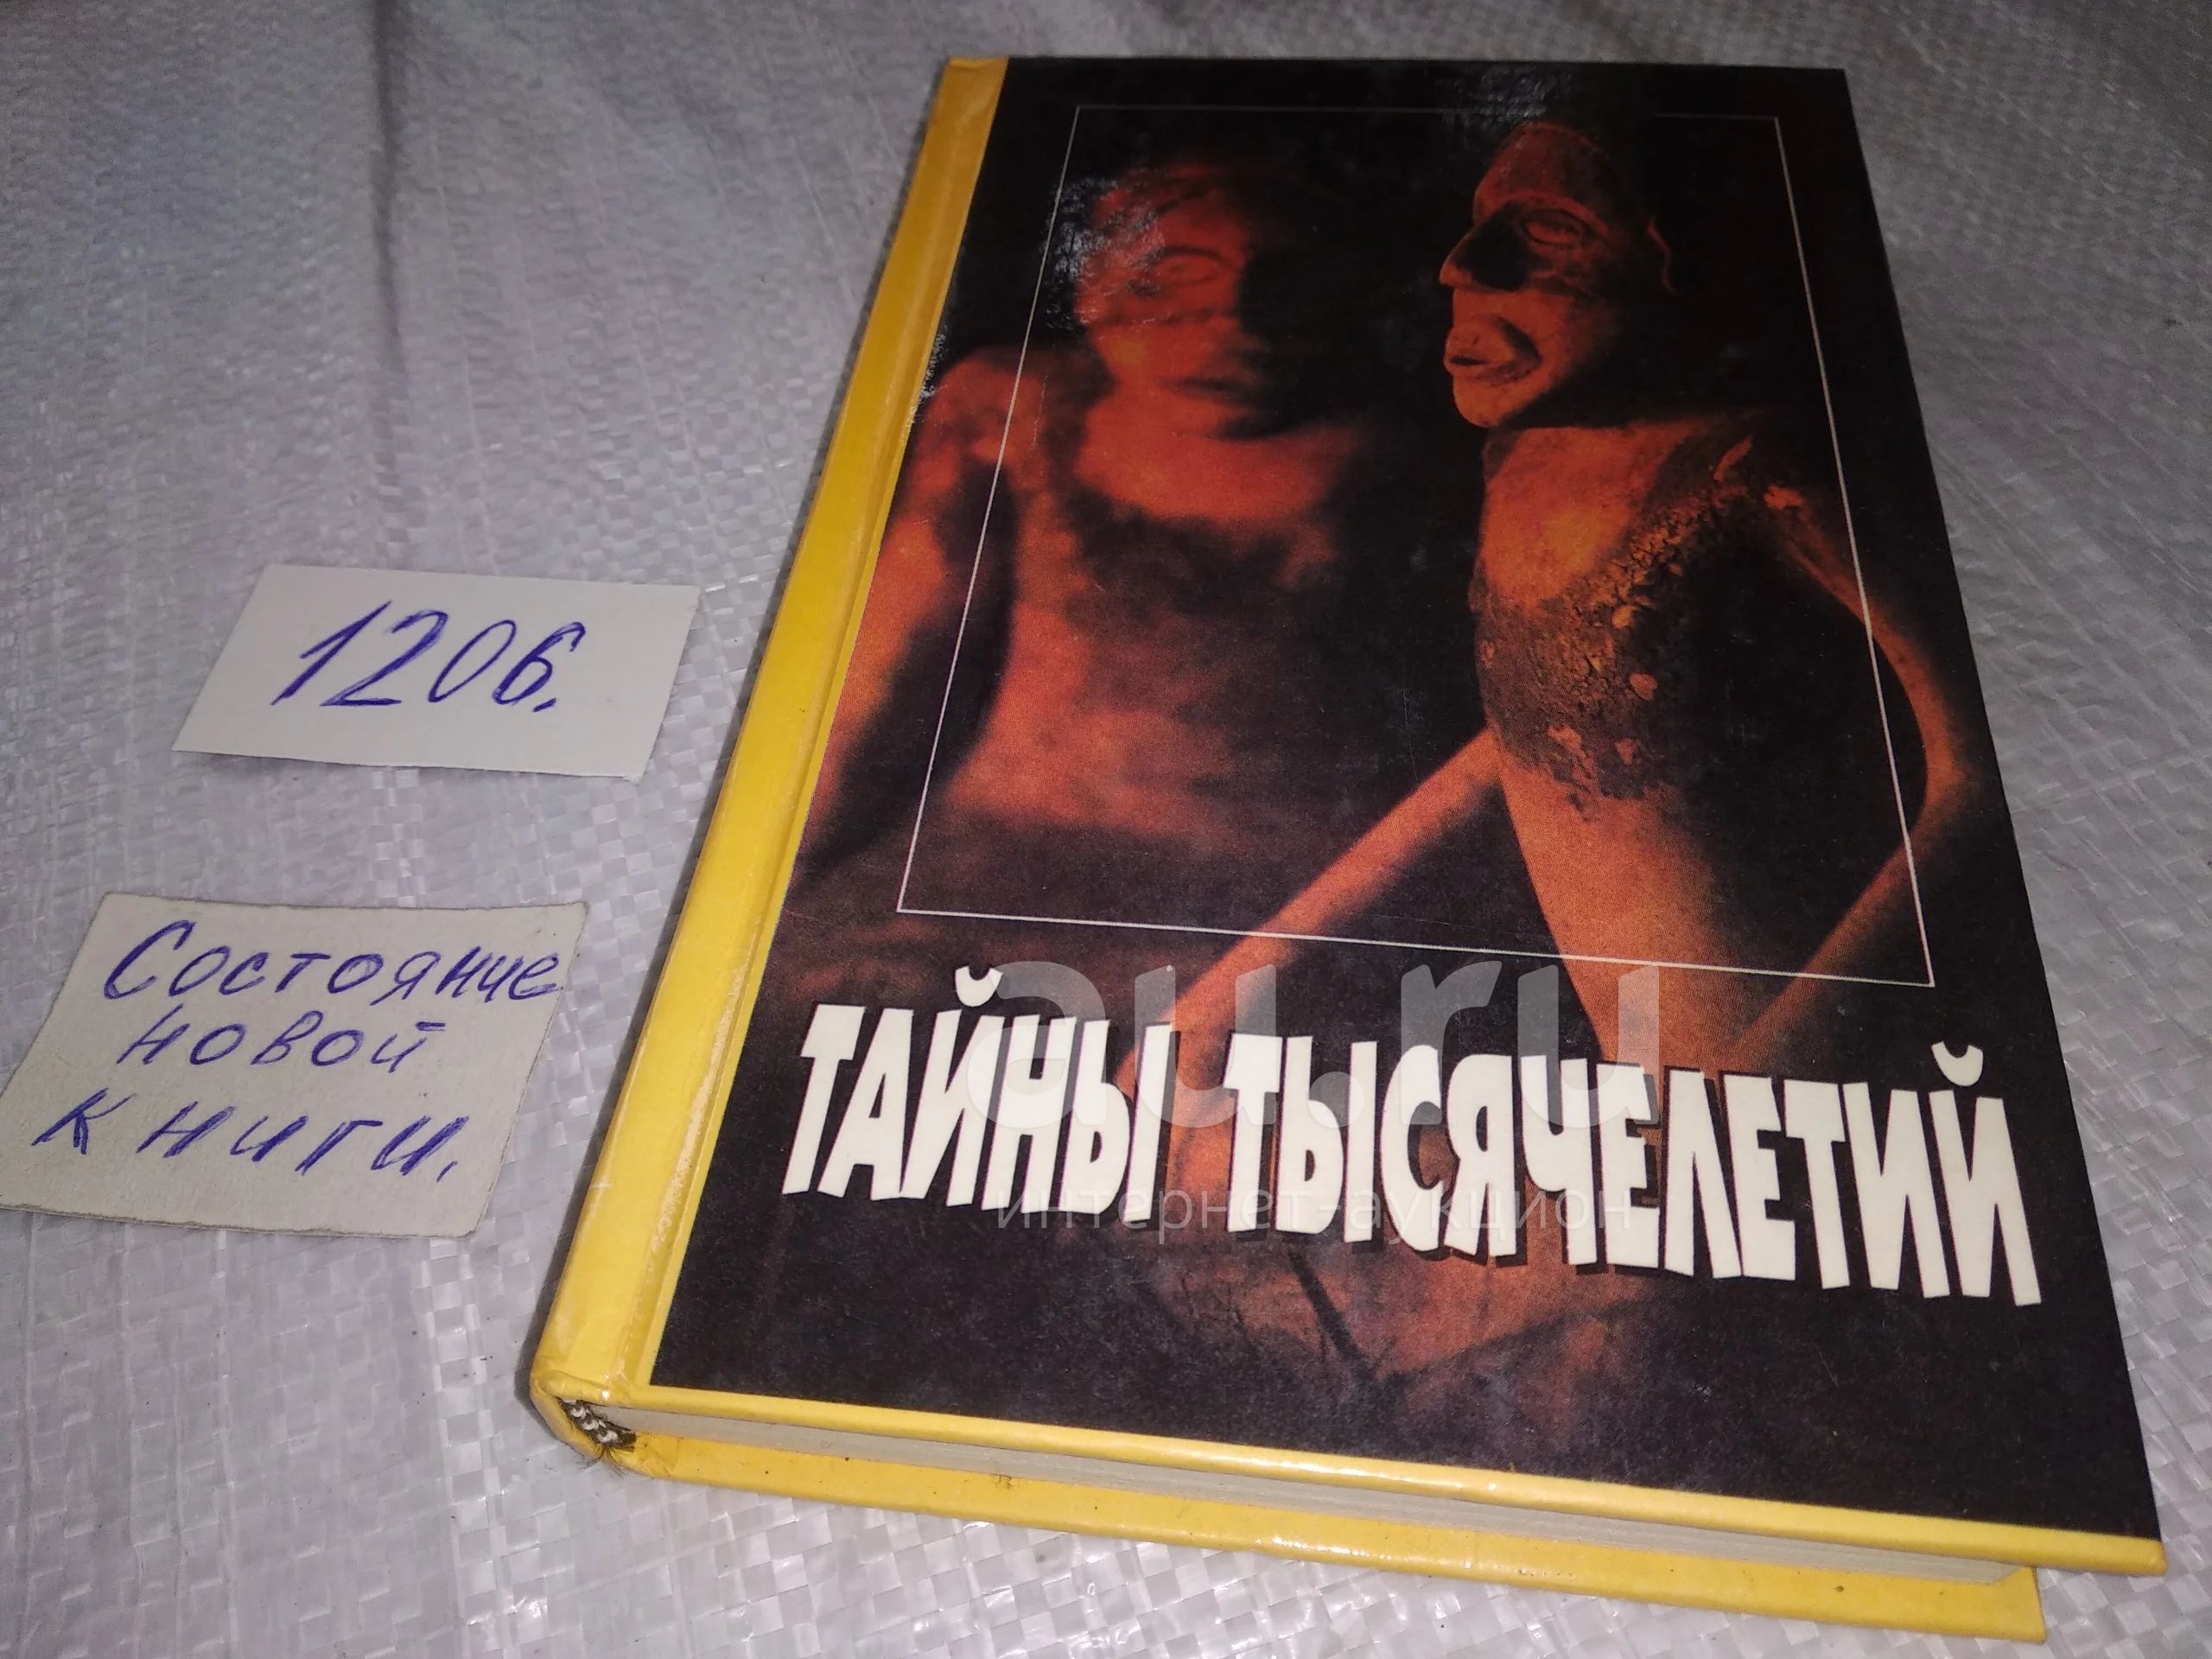 1206.
Состояние
новой
книги.
ТАЙНЫ ТЫСЯЧЕЛЕТИЙ
au.ru
интернет-аукцион